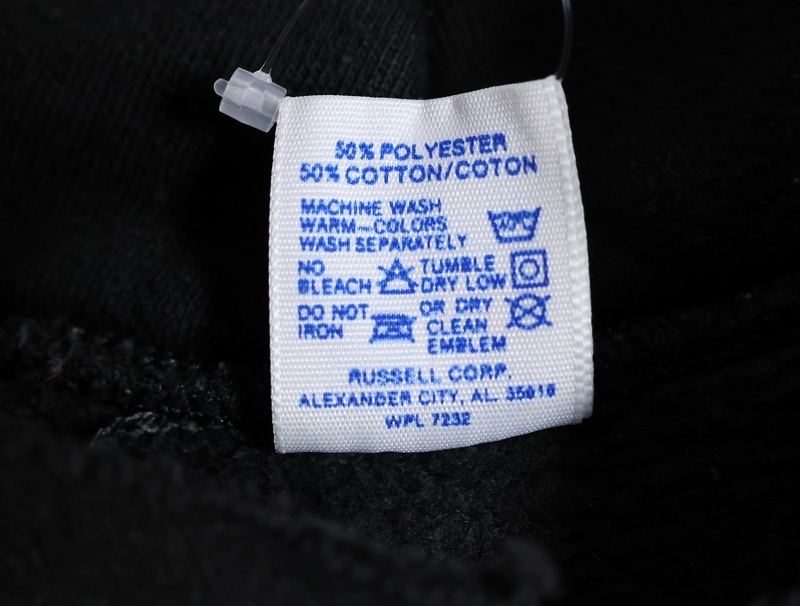 50% POLYESTER
50% COTTON/COTON
MACHINE WASH
WARM-COLORS
WASH SEPARATELY
NO
BLEACH
TUMBLE
DRY LOW
DO NOT
IRON
OR DRY
CLEAN
EMBLEM
RUSSELL CORP.
ALEXANDER CITY, AL. 35010
WPL 7232